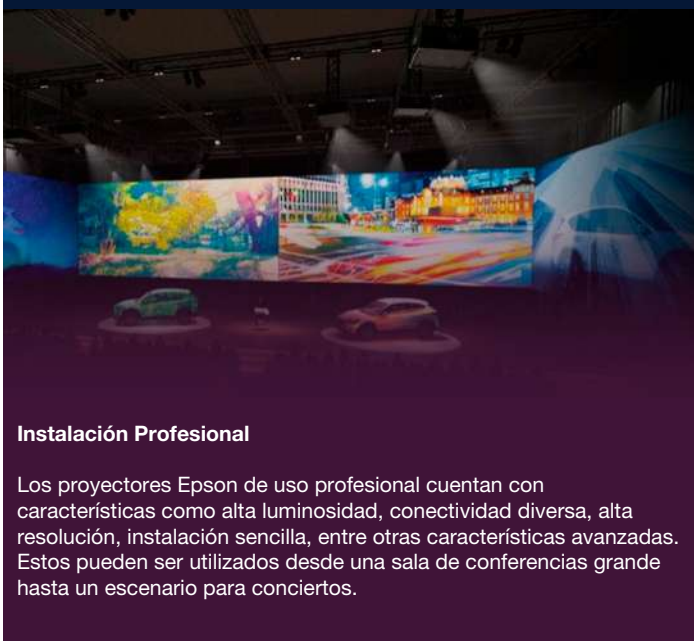 Instalación Profesional
Los proyectores Epson de uso profesional cuentan con
características como alta luminosidad, conectividad diversa, alta
resolución, instalación sencilla, entre otras características avanzadas.
Estos pueden ser utilizados desde una sala de conferencias grande
hasta un escenario para conciertos.